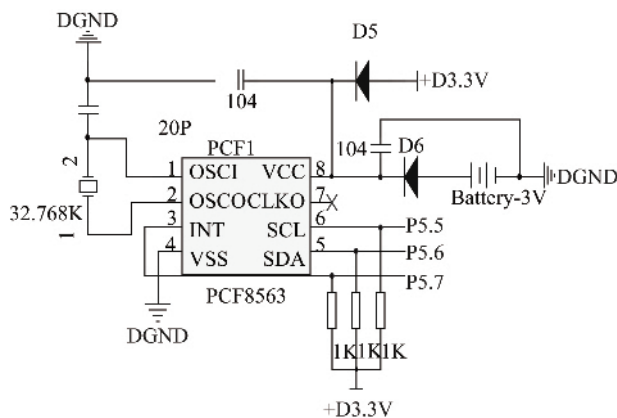 DGND
D5
104
+D3.3V
20P
PCF1
104
D6
2
1
OSCI
VCC
8
2
OSCO
CLKO
7
Battery-3V
DGND
32.768K
1
3
INT
SCL
6
P5.5
4
VSS
SDA
5
P5.6
P5.7
DGND
PCF8563
1K
1K
1K
+D3.3V